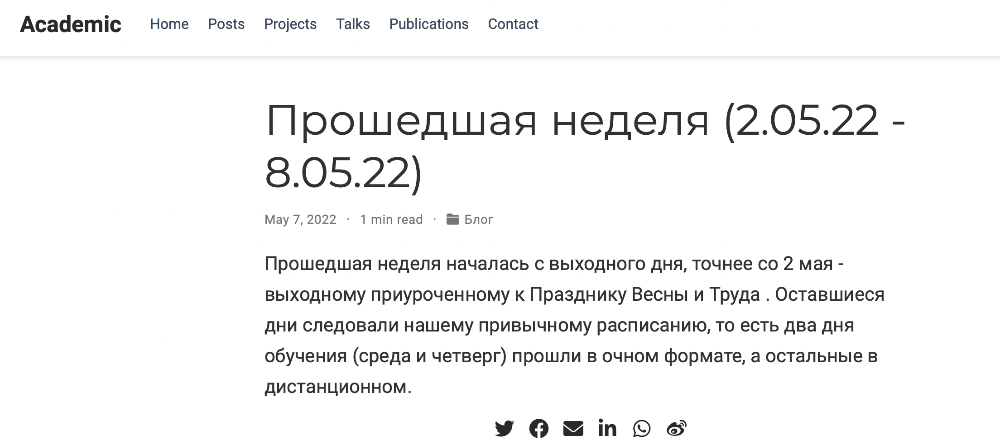 Academic Home Posts Projects Talks Publications Contact
Прошедшая неделя (2.05.22 -
8.05.22)
May 7, 2022 · 1 min read · Блог
Прошедшая неделя началась с выходного дня, точнее со 2 мая -
выходному приуроченному к Празднику Весны и Труда . Оставшиеся
дни следовали нашему привычному расписанию, то есть два дня
обучения (среда и четверг) прошли в очном формате, а остальные в
дистанционном.